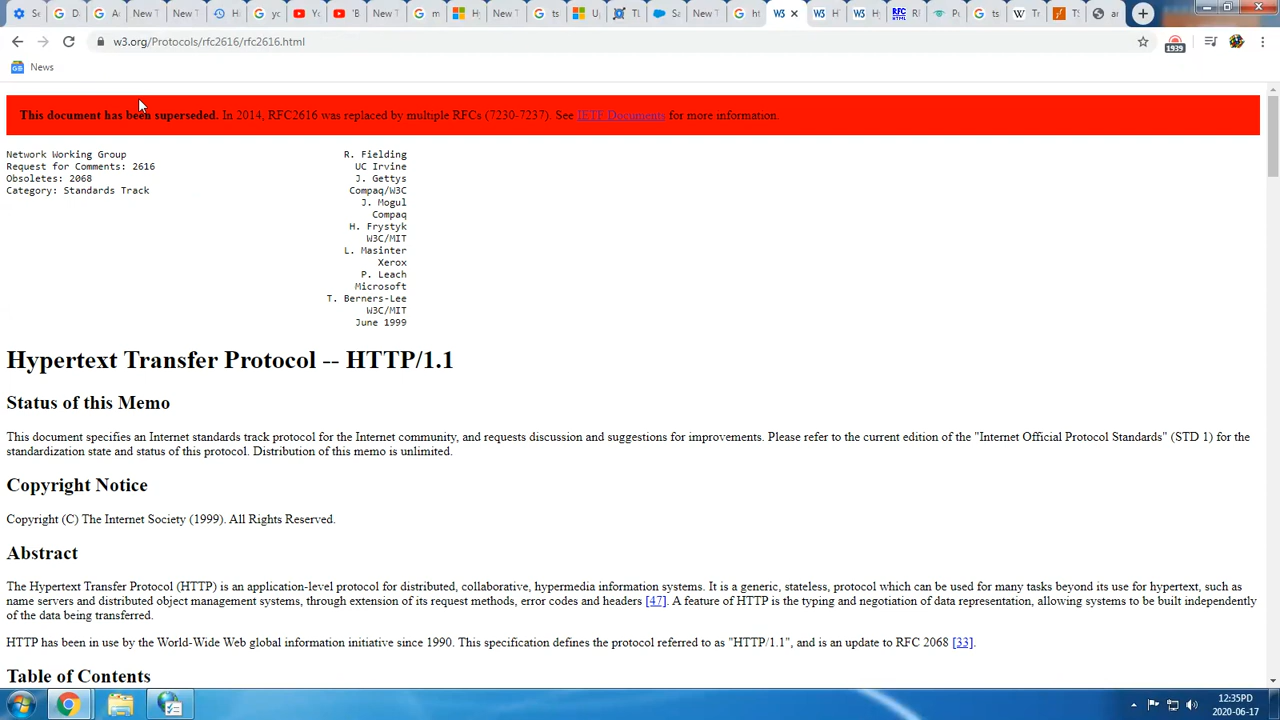 w3.org/Protocols/rfc2616/rfc2616.html
1939
News
This document has been superseded. In 2014, RFC2616 was replaced by multiple RFCs (7230-7237). See IETF Documents for more information.
Network Working Group R. Fielding
Request for Comments: 2616 UC Irvine
Obsoletes: 2068 J. Gettys
Category: Standards Track Compaq/W3C
J. Mogul
Compaq
H. Frystyk
W3C/MIT
L. Masinter
Xerox
P. Leach
Microsoft
T. Berners-Lee
W3C/MIT
June 1999
Hypertext Transfer Protocol -- HTTP/1.1
Status of this Memo
This document specifies an Internet standards track protocol for the Internet community, and requests discussion and suggestions for improvements. Please refer to the current edition of the "Internet Official Protocol Standards" (STD 1) for the
standardization state and status of this protocol. Distribution of this memo is unlimited.
Copyright Notice
Copyright (C) The Internet Society (1999). All Rights Reserved.
Abstract
The Hypertext Transfer Protocol (HTTP) is an application-level protocol for distributed, collaborative, hypermedia information systems. It is a generic, stateless, protocol which can be used for many tasks beyond its use for hypertext, such as
name servers and distributed object management systems, through extension of its request methods, error codes and headers [47]. A feature of HTTP is the typing and negotiation of data representation, allowing systems to be built independently
of the data being transferred.
HTTP has been in use by the World-Wide Web global information initiative since 1990. This specification defines the protocol referred to as "HTTP/1.1", and is an update to RFC 2068 [33].
Table of Contents
12:35PD
2020-06-17